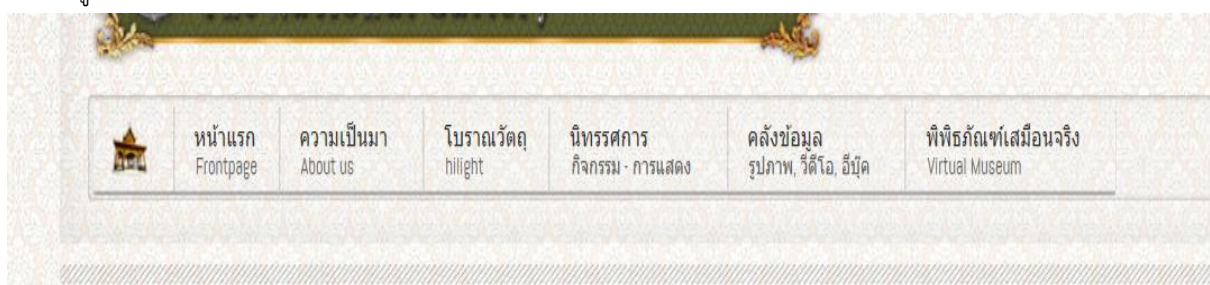 หน้าแรก ความเป็นมา โบราณวัตถุ นิทรรศการ คลังข้อมูล พิพิธภัณฑ์เสมือนจริง
Frontpage About us hilight กิจกรรม - การแสดง รูปภาพ, วีดีโอ, อีบุ๊ค Virtual Museum